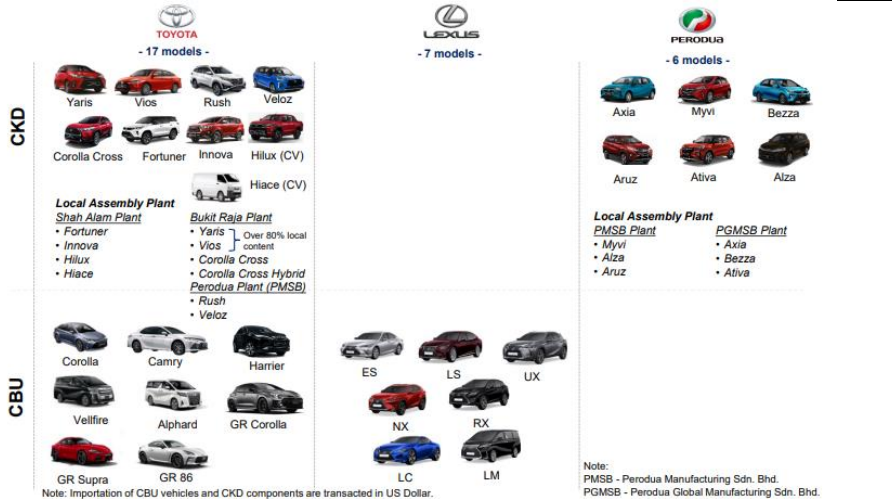 TOYOTA
- 17 models -
LEXUS
- 7 models -
PERODUA
- 6 models -
CKD
Yaris
Vios
Rush
Veloz
Corolla Cross
Fortuner
Innova
Hilux (CV)
Hiace (CV)
Local Assembly Plant
Shah Alam Plant
• Fortuner
• Innova
• Hilux
• Hiace
Bukit Raja Plant
• Yaris
• Vios
Over 80% local
content
• Corolla Cross
• Corolla Cross Hybrid
Perodua Plant (PMSB)
• Rush
• Veloz
Axia
Myvi
Bezza
Aruz
Ativa
Alza
Local Assembly Plant
PMSB Plant
• Myvi
• Alza
• Aruz
PGMSB Plant
• Axia
• Bezza
• Ativa
CBU
Corolla
Camry
Harrier
Vellfire
Alphard
GR Corolla
GR Supra
GR 86
ES
LS
UX
NX
RX
LC
LM
Note:
PMSB - Perodua Manufacturing Sdn. Bhd.
PGMSB - Perodua Global Manufacturing Sdn. Bhd.
Note: Importation of CBU vehicles and CKD components are transacted in US Dollar.